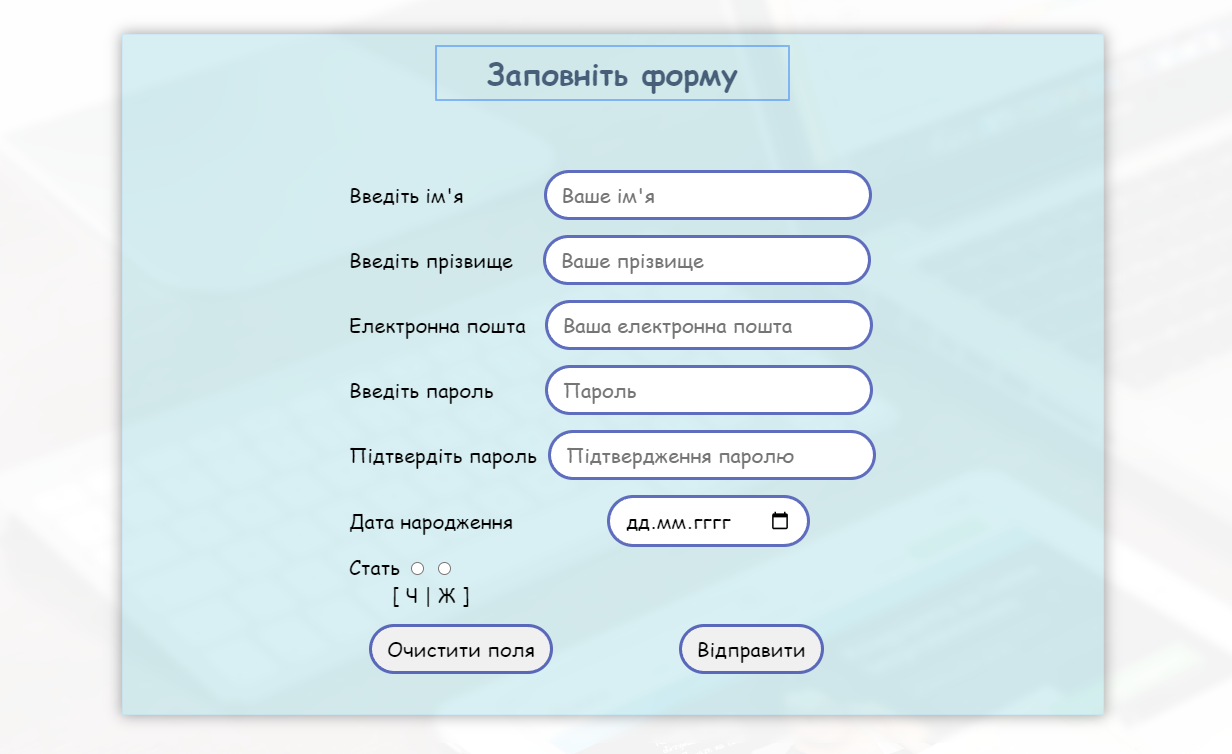 Заповніть форму
Введіть ім'я Ваше ім'я
Введіть прізвище Ваше прізвище
Електронна пошта Ваша електронна пошта
Введіть пароль Пароль
Підтвердіть пароль Підтвердження паролю
Дата народження дд.мм.гггг
Стать
[ Ч | Ж ]
Очистити поля Відправити